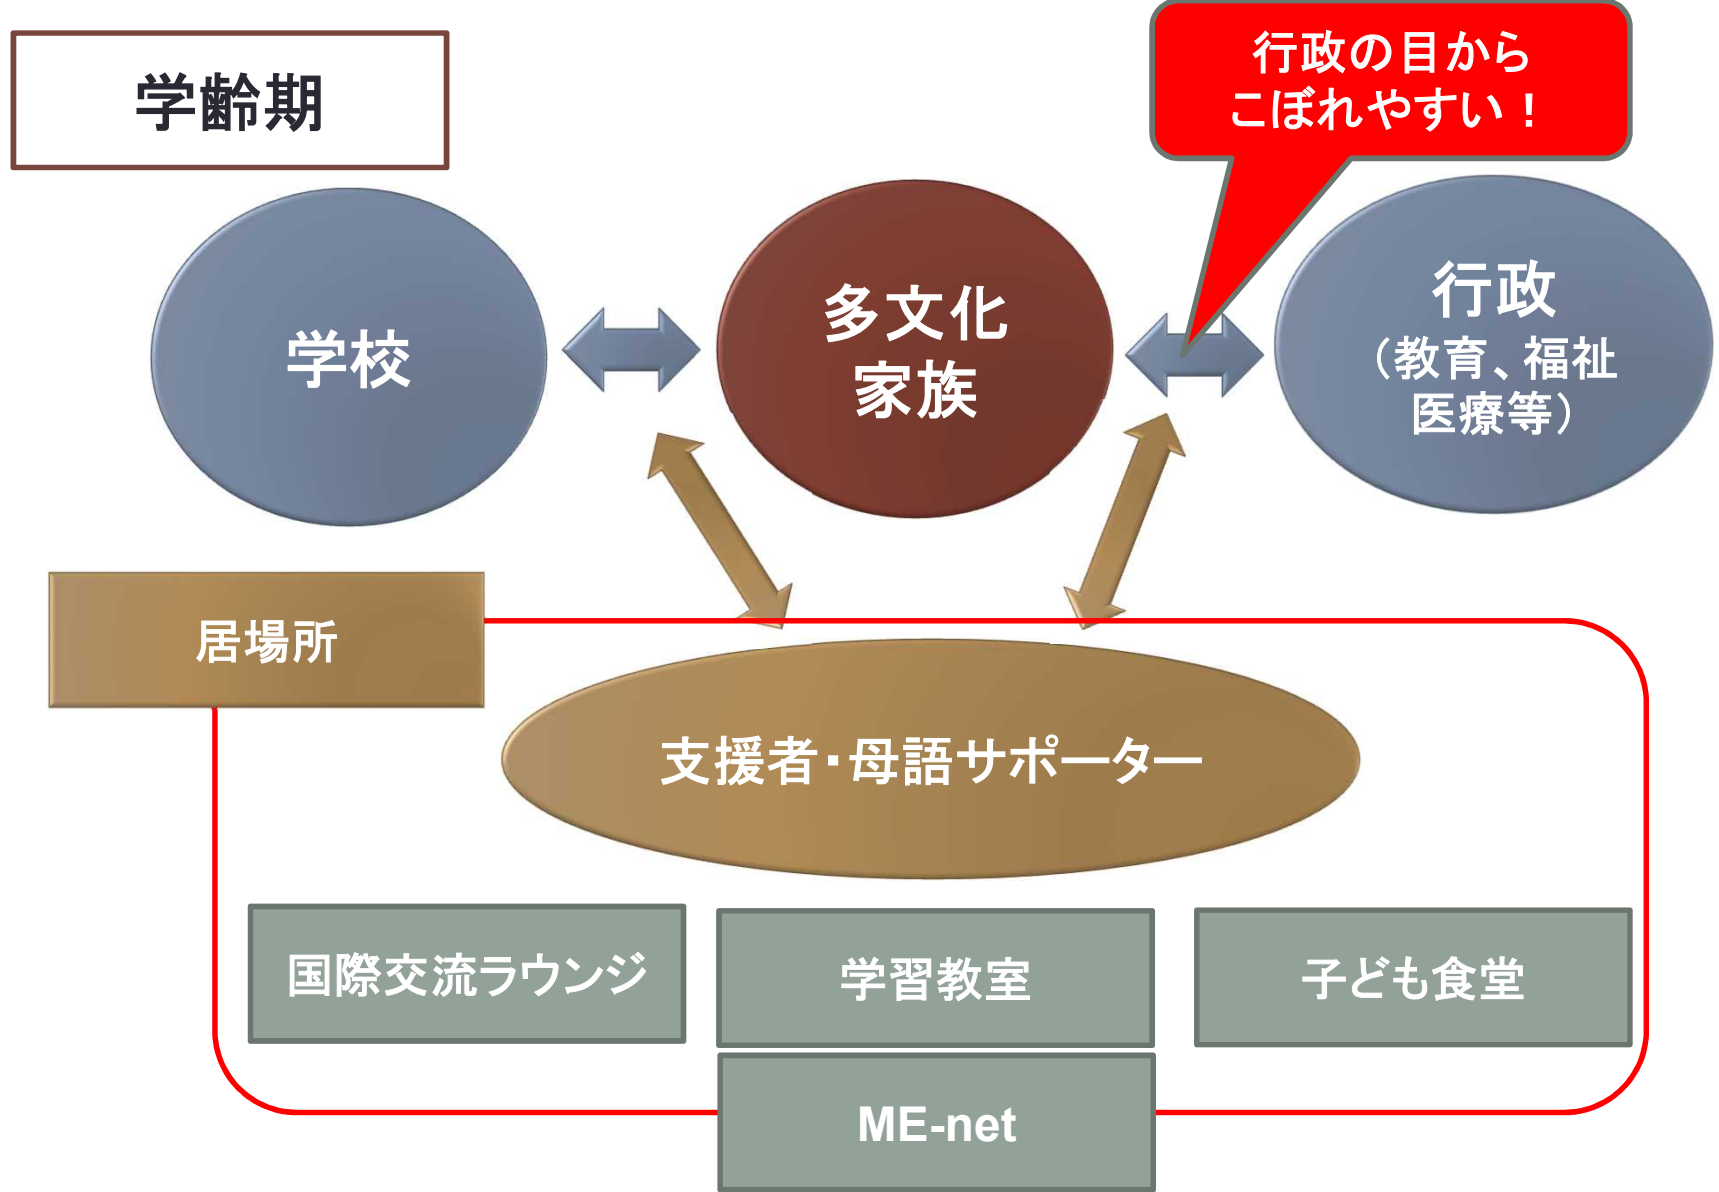 学齢期
行政の目から
こぼれやすい！
学校
多文化
家族
行政
（教育、福祉
医療等）
居場所
支援者・母語サポーター
国際交流ラウンジ
学習教室
子ども食堂
ME-net